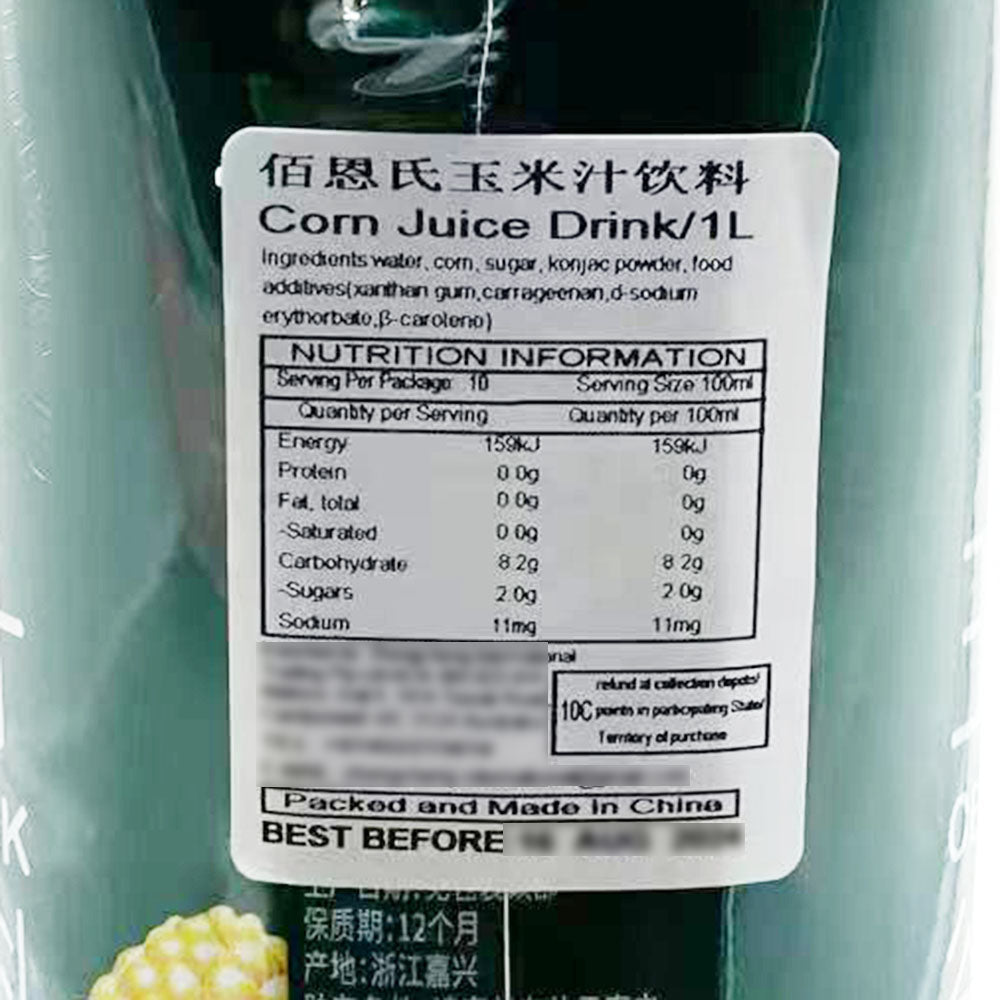 佰恩氏玉米汁饮料
Corn Juice Drink/1L
Ingredients water, corn, sugar, konjac powder, food
additives(xanthan gum,carrageenan,d-sodium
erythorbate,β-carotene)
NUTRITION INFORMATION
Serving Per Package: 10 Serving Size 100ml
Quantity per Serving Quantity per 100ml
Energy 159kJ 159kJ
Protein 0.0g 0g
Fat, total 0.0g 0g
-Saturated 0.0g 0g
Carbohydrate 8.2g 8.2g
-Sugars 2.0g 2.0g
Sodium 11mg 11mg
refund at collection depots/
10C points in participating State/
Territory of purchase
Packed and Made in China
BEST BEFORE
保质期:12个月
产地:浙江嘉兴